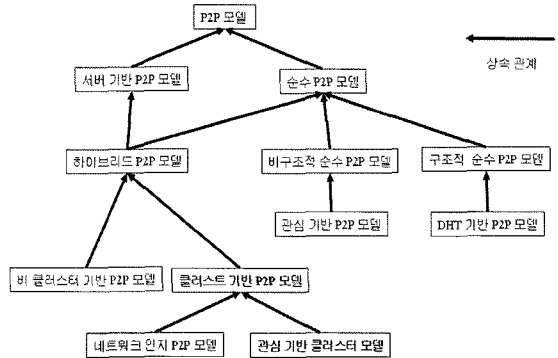 P2P 모델
서버 기반 P2P 모델
순수 P2P 모델
상속 관계
하이브리드 P2P 모델
비구조적 순수 P2P 모델
구조적 순수 P2P 모덴
관심 기반 P2P 모델
DHT 기반 P2P 모델
비 클러스터 기반 P2P 모델
클러스트 기반 P2P 모델
네트워크 인지 P2P 모델
관심 기반 클러스터 모델